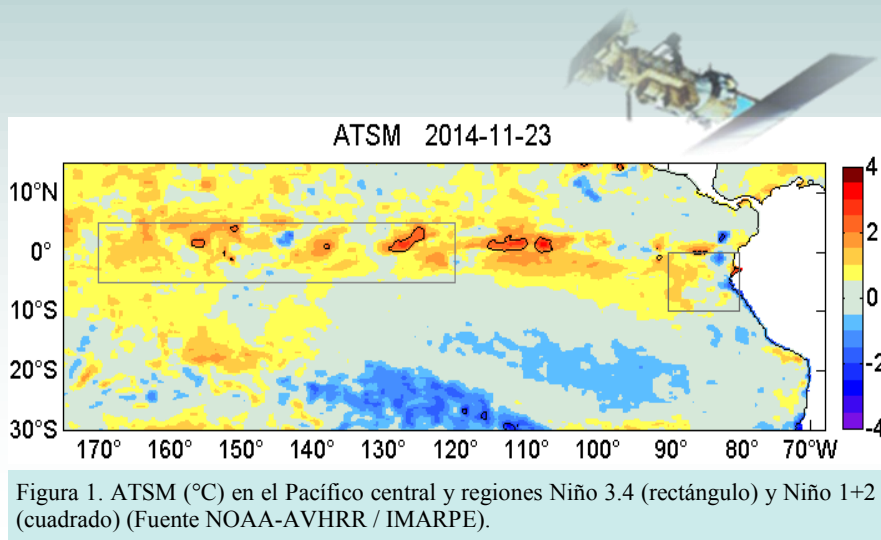 ATSM 2014-11-23
10°N
0°
10°S
20°S
30°S
170° 160° 150° 140° 130° 120° 110° 100° 90° 80° 70°W
4
2
0
-2
-4
Figura 1. ATSM (°C) en el Pacífico central y regiones Niño 3.4 (rectángulo) y Niño 1+2
(cuadrado) (Fuente NOAA-AVHRR / IMARPE).